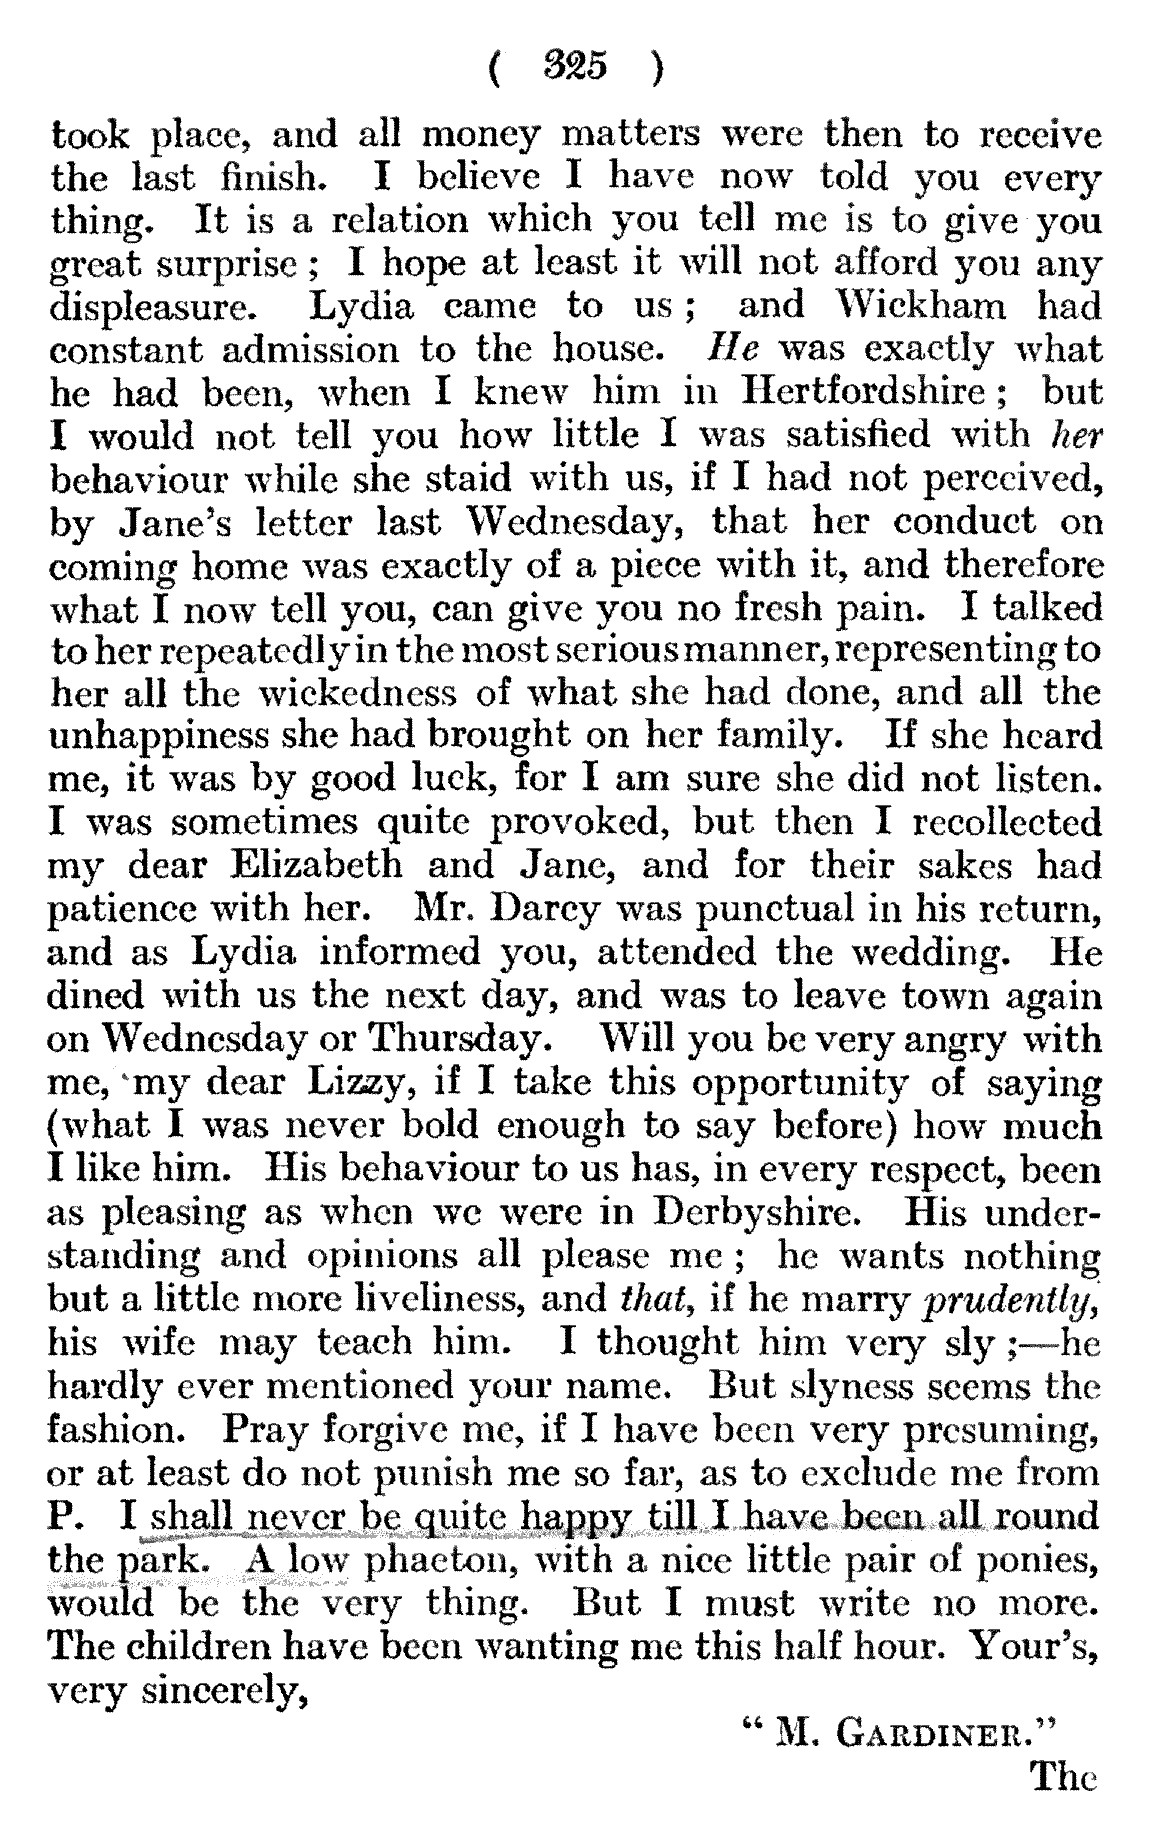 ( 325 )
took place, and all money matters were then to receive
the last finish. I believe I have now told you every
thing. It is a relation which you tell me is to give you
great surprise ; I hope at least it will not afford you any
displeasure. Lydia came to us ; and Wickham had
constant admission to the house. He was exactly what
he had been, when I knew him in Hertfordshire ; but
I would not tell you how little I was satisfied with her
behaviour while she staid with us, if I had not perceived,
by Jane's letter last Wednesday, that her conduct on
coming home was exactly of a piece with it, and therefore
what I now tell you, can give you no fresh pain. I talked
to her repeatedly in the most serious manner, representing to
her all the wickedness of what she had done, and all the
unhappiness she had brought on her family. If she heard
me, it was by good luck, for I am sure she did not listen.
I was sometimes quite provoked, but then I recollected
my dear Elizabeth and Jane, and for their sakes had
patience with her. Mr. Darcy was punctual in his return,
and as Lydia informed you, attended the wedding. He
dined with us the next day, and was to leave town again
on Wednesday or Thursday. Will you be very angry with
me, my dear Lizzy, if I take this opportunity of saying
(what I was never bold enough to say before) how much
I like him. His behaviour to us has, in every respect, been
as pleasing as when we were in Derbyshire. His under-
standing and opinions all please me ; he wants nothing
but a little more liveliness, and that, if he marry prudently,
his wife may teach him. I thought him very sly ;—he
hardly ever mentioned your name. But slyness seems the
fashion. Pray forgive me, if I have been very presuming,
or at least do not punish me so far, as to exclude me from
P. I shall never be quite happy till I have been all round
the park. A low phaeton, with a nice little pair of ponies,
would be the very thing. But I must write no more.
The children have been wanting me this half hour. Your's,
very sincerely,
“ M. GARDINER.”
The